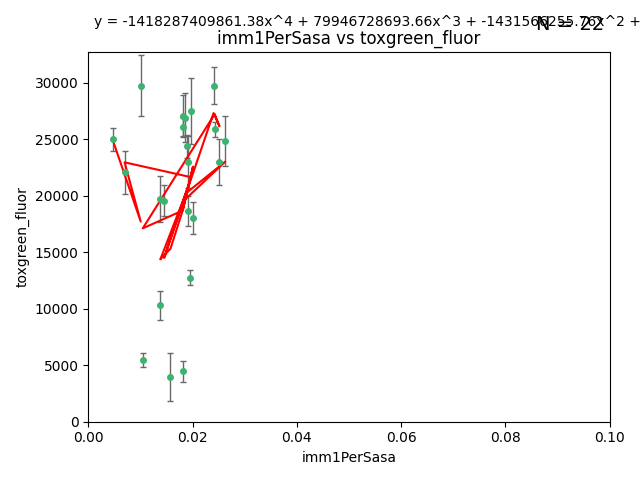 y = -1418287409861.38x^4 + 79946728693.66x^3 + -1431566255.76x^2 +
N = 22
imm1PerSasa vs toxgreen_fluor
30000
25000
20000
15000
10000
5000
0
toxgreen_fluor
0.00 0.02 0.04 0.06 0.08 0.10
imm1PerSasa